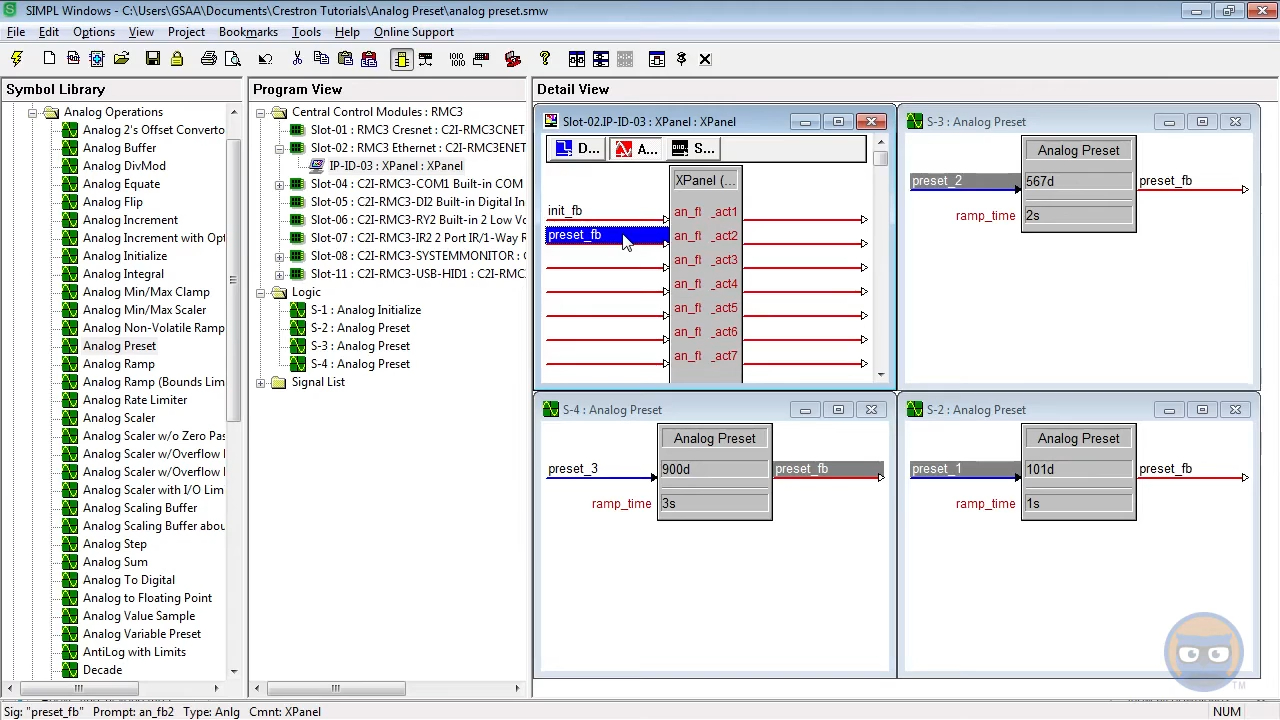 SIMPL Windows - C:\Users\GSAA\Documents\Crestron Tutorials\Analog Preset\analog preset.smw
File Edit Options View Project Bookmarks Tools Help Online Support
Symbol Library
Analog Operations
Analog 2's Offset Converto
Analog Buffer
Analog DivMod
Analog Equate
Analog Flip
Analog Increment
Analog Increment with Opt
Analog Initialize
Analog Integral
Analog Min/Max Clamp
Analog Min/Max Scaler
Analog Non-Volatile Ramp
Analog Preset
Analog Ramp
Analog Ramp (Bounds Lim
Analog Rate Limiter
Analog Scaler
Analog Scaler w/o Zero Pas
Analog Scaler w/Overflow
Analog Scaler w/Overflow
Analog Scaler with I/O Lim
Analog Scaling Buffer
Analog Scaling Buffer abou
Analog Step
Analog Sum
Analog To Digital
Analog to Floating Point
Analog Value Sample
Analog Variable Preset
AntiLog with Limits
Decade
Program View
Central Control Modules : RMC3
Slot-01 : RMC3 Cresnet : C2I-RMC3CNET
Slot-02 : RMC3 Ethernet : C2I-RMC3ENET
IP-ID-03 : XPanel : XPanel
Slot-04 : C2I-RMC3-COM1 Built-in COM
Slot-05 : C2I-RMC3-DI2 Built-in Digital In
Slot-06 : C2I-RMC3-RY2 Built-in 2 Low Vo
Slot-07 : C2I-RMC3-IR2 2 Port IR/1-Way R
Slot-08 : C2I-RMC3-SYSTEMMONITOR :
Slot-11 : C2I-RMC3-USB-HID1 : C2I-RMC
Logic
S-1 : Analog Initialize
S-2 : Analog Preset
S-3 : Analog Preset
S-4 : Analog Preset
Signal List
Detail View
Slot-02.IP-ID-03 : XPanel : XPanel
D... A... S...
XPanel (...
init_fb an_f _act1
preset_fb an_f _act2
an_f _act3
an_f _act4
an_f _act5
an_f _act6
an_f _act7
S-3 : Analog Preset
Analog Preset
preset_2 567d preset_fb
ramp_time 2s
S-4 : Analog Preset
Analog Preset
preset_3 900d preset_fb
ramp_time 3s
S-2 : Analog Preset
Analog Preset
preset_1 101d preset_fb
ramp_time 1s
TM
Sig: "preset_fb" Prompt: an_fb2 Type: Anlg Cmnt: XPanel
NUM